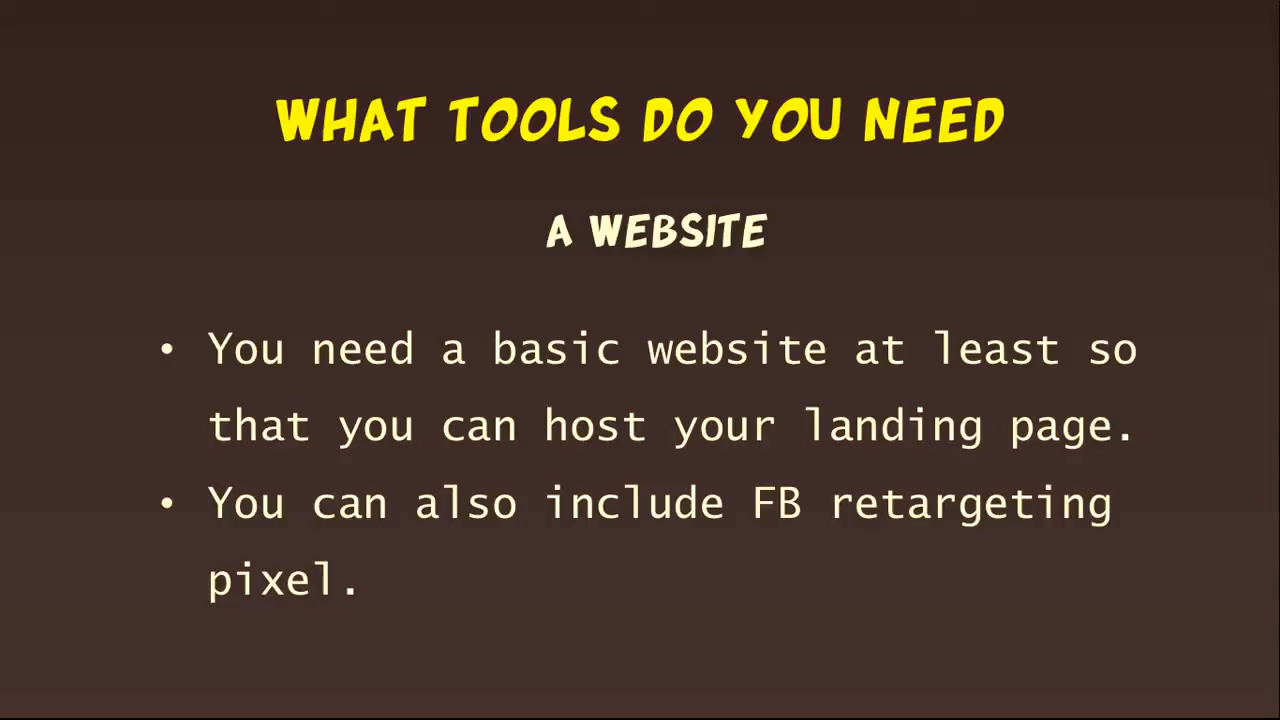 WHAT TOOLS DO YOU NEED
A WEBSITE
• You need a basic website at least so
that you can host your landing page.
• You can also include FB retargeting
pixel.